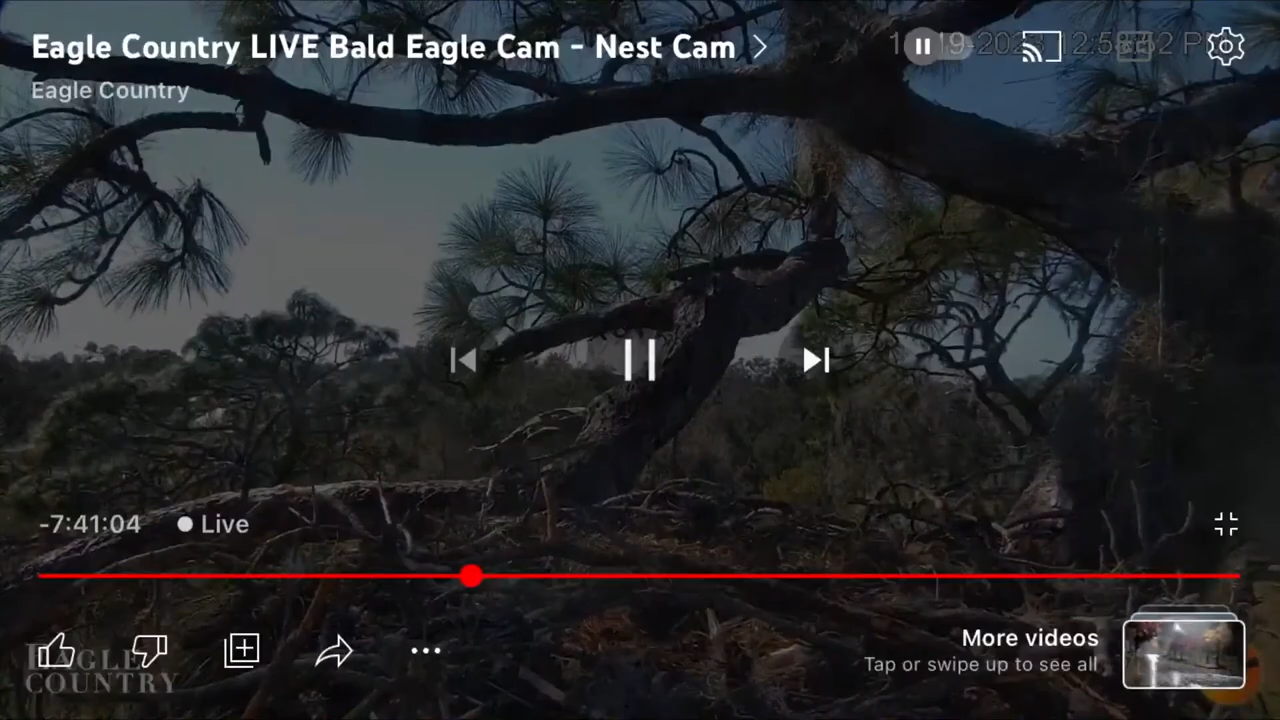 Eagle Country LIVE Bald Eagle Cam - Nest Cam
Eagle Country
-7:41:04
Live
More videos
Tap or swipe up to see all
EAGLE
COUNTRY